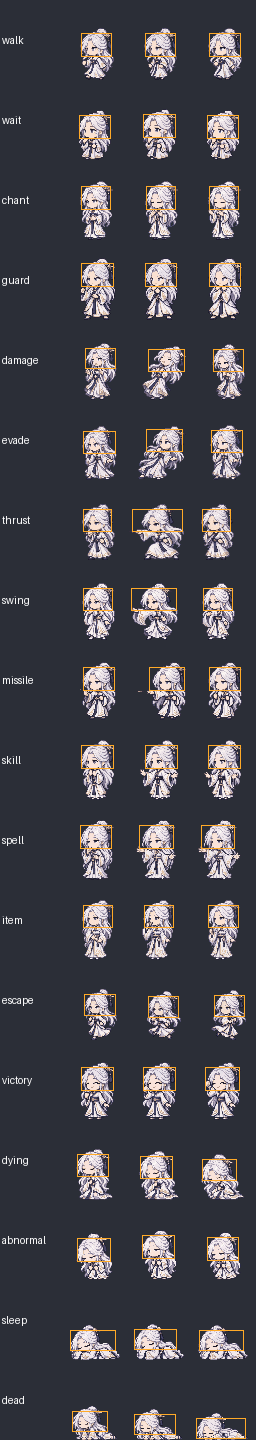 walk
wait
chant
guard
damage
evade
thrust
swing
missile
skill
spell
item
escape
victory
dying
abnormal
sleep
dead